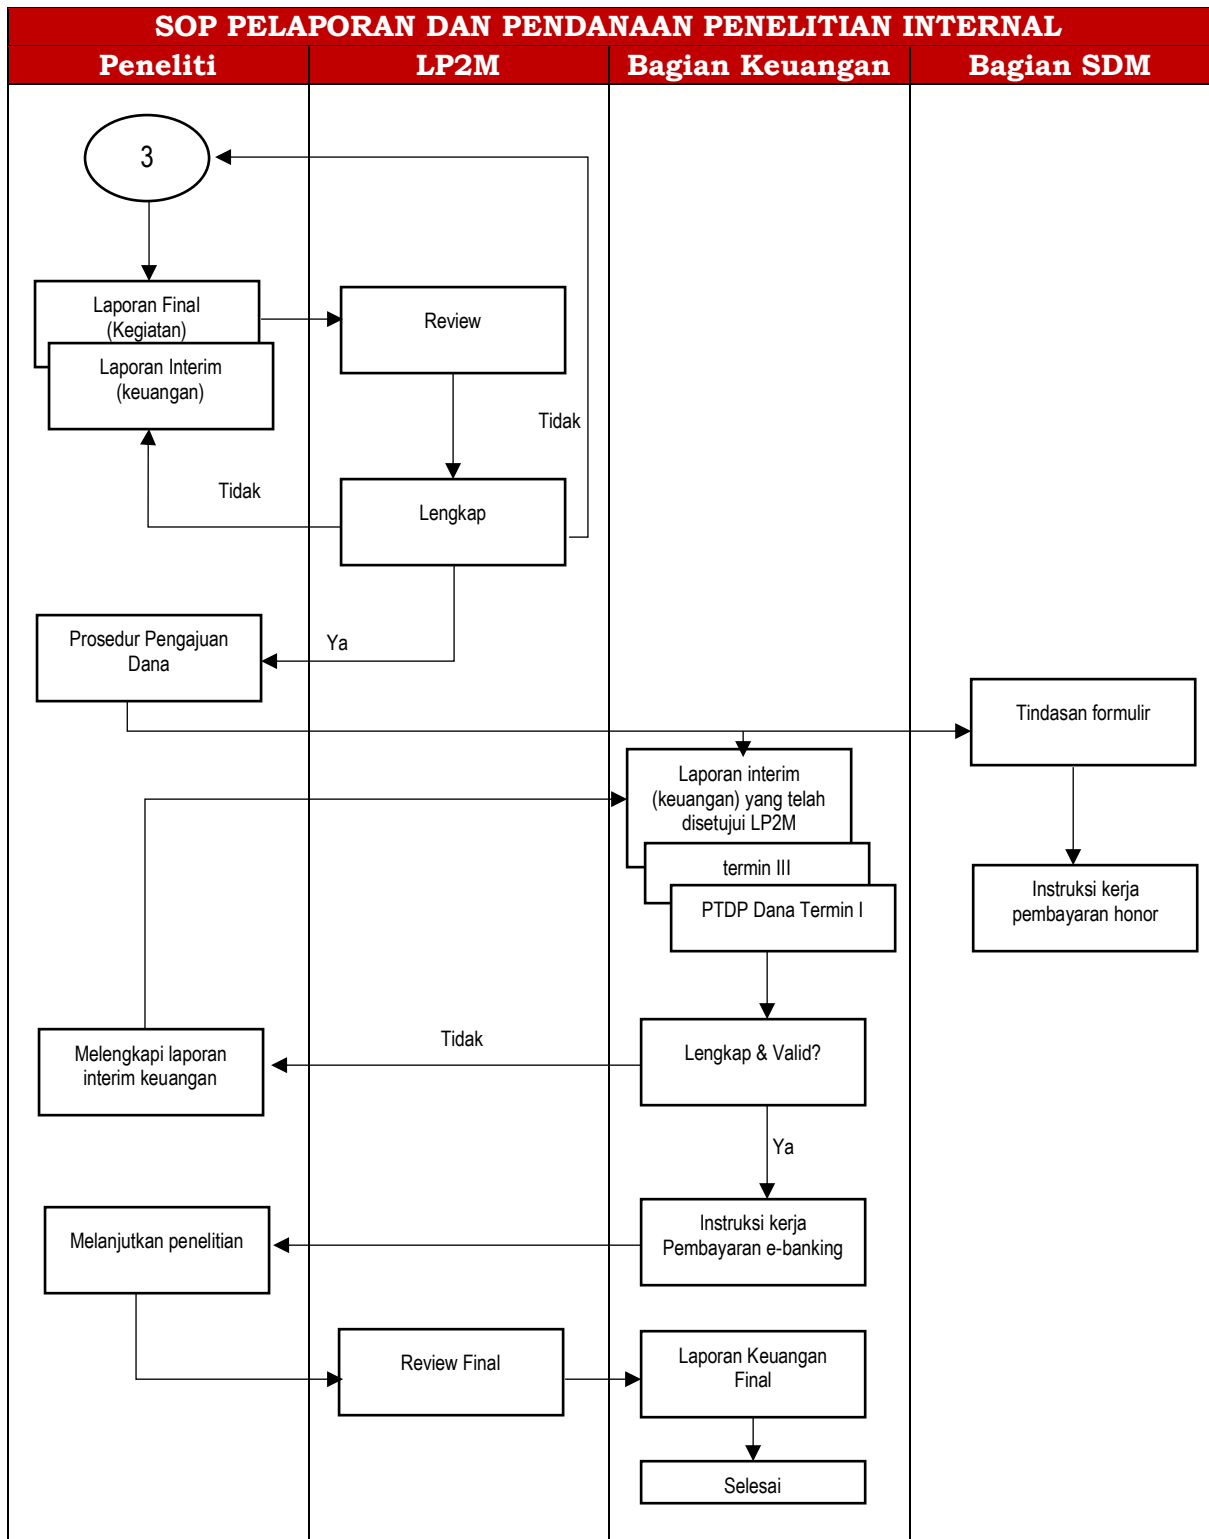 SOP PELAPORAN DAN PENDANAAN PENELITIAN INTERNAL
Peneliti
LP2M
Bagian Keuangan
Bagian SDM
3
Laporan Final
(Kegiatan)
Laporan Interim
(keuangan)
Review
Tidak
Tidak
Lengkap
Prosedur Pengajuan
Dana
Ya
Tindasan formulir
Laporan interim
(keuangan) yang telah
disetujui LP2M
termin III
PTDP Dana Termin I
Instruksi kerja
pembayaran honor
Melengkapi laporan
interim keuangan
Tidak
Lengkap & Valid?
Ya
Melanjutkan penelitian
Instruksi kerja
Pembayaran e-banking
Review Final
Laporan Keuangan
Final
Selesai